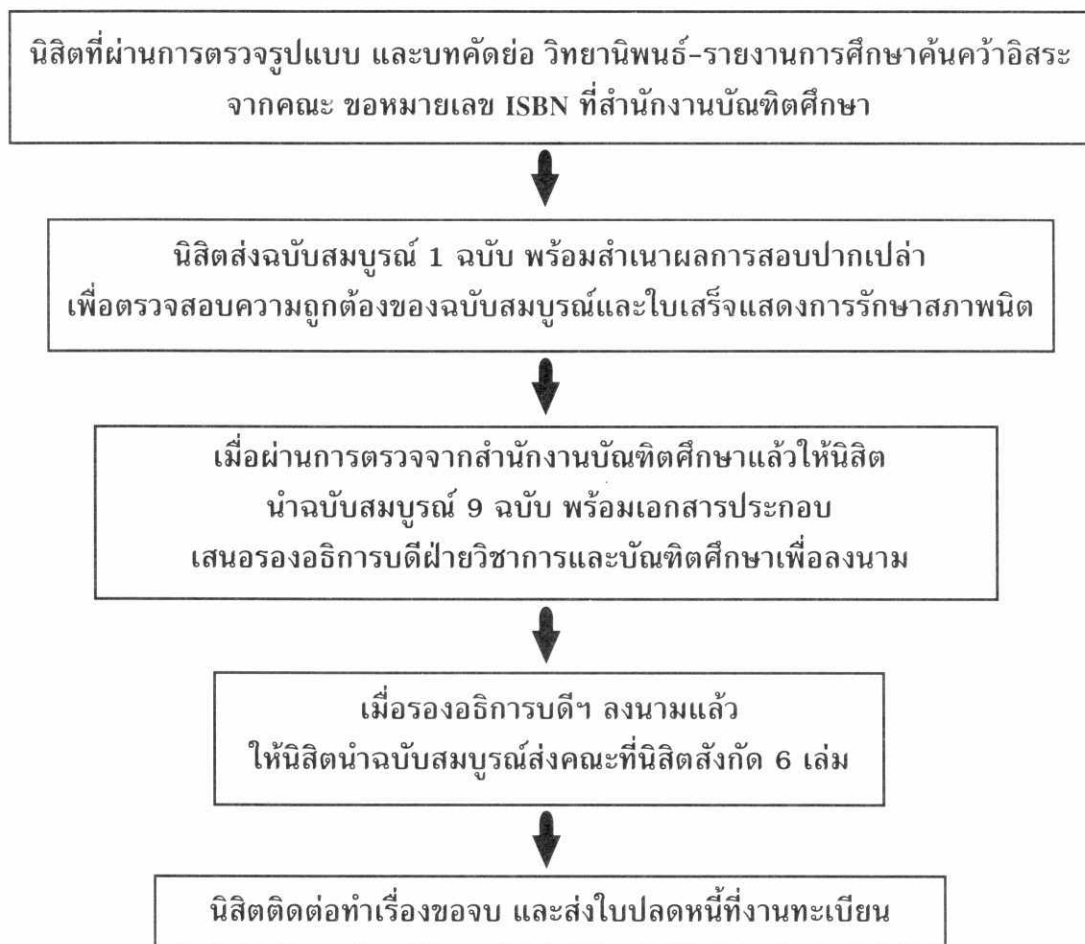 นิสิตที่ผ่านการตรวจรูปแบบ และบทคัดย่อ วิทยานิพนธ์-รายงานการศึกษาค้นคว้าอิสระ
จากคณะ ขอหมายเลข ISBN ที่สำนักงานบัณฑิตศึกษา
นิสิตส่งฉบับสมบูรณ์ 1 ฉบับ พร้อมสำเนาผลการสอบปากเปล่า
เพื่อตรวจสอบความถูกต้องของฉบับสมบูรณ์และใบเสร็จแสดงการรักษาสภาพนิต
เมื่อผ่านการตรวจจากสำนักงานบัณฑิตศึกษาแล้วให้นิสิต
นำฉบับสมบูรณ์ 9 ฉบับ พร้อมเอกสารประกอบ
เสนอรองอธิการบดีฝ่ายวิชาการและบัณฑิตศึกษาเพื่อลงนาม
เมื่อรองอธิการบดีฯ ลงนามแล้ว
ให้นิสิตนำฉบับสมบูรณ์ส่งคณะที่นิสิตสังกัด 6 เล่ม
นิสิตติดต่อทำเรื่องขอจบ และส่งใบปลดหนี้ที่งานทะเบียน